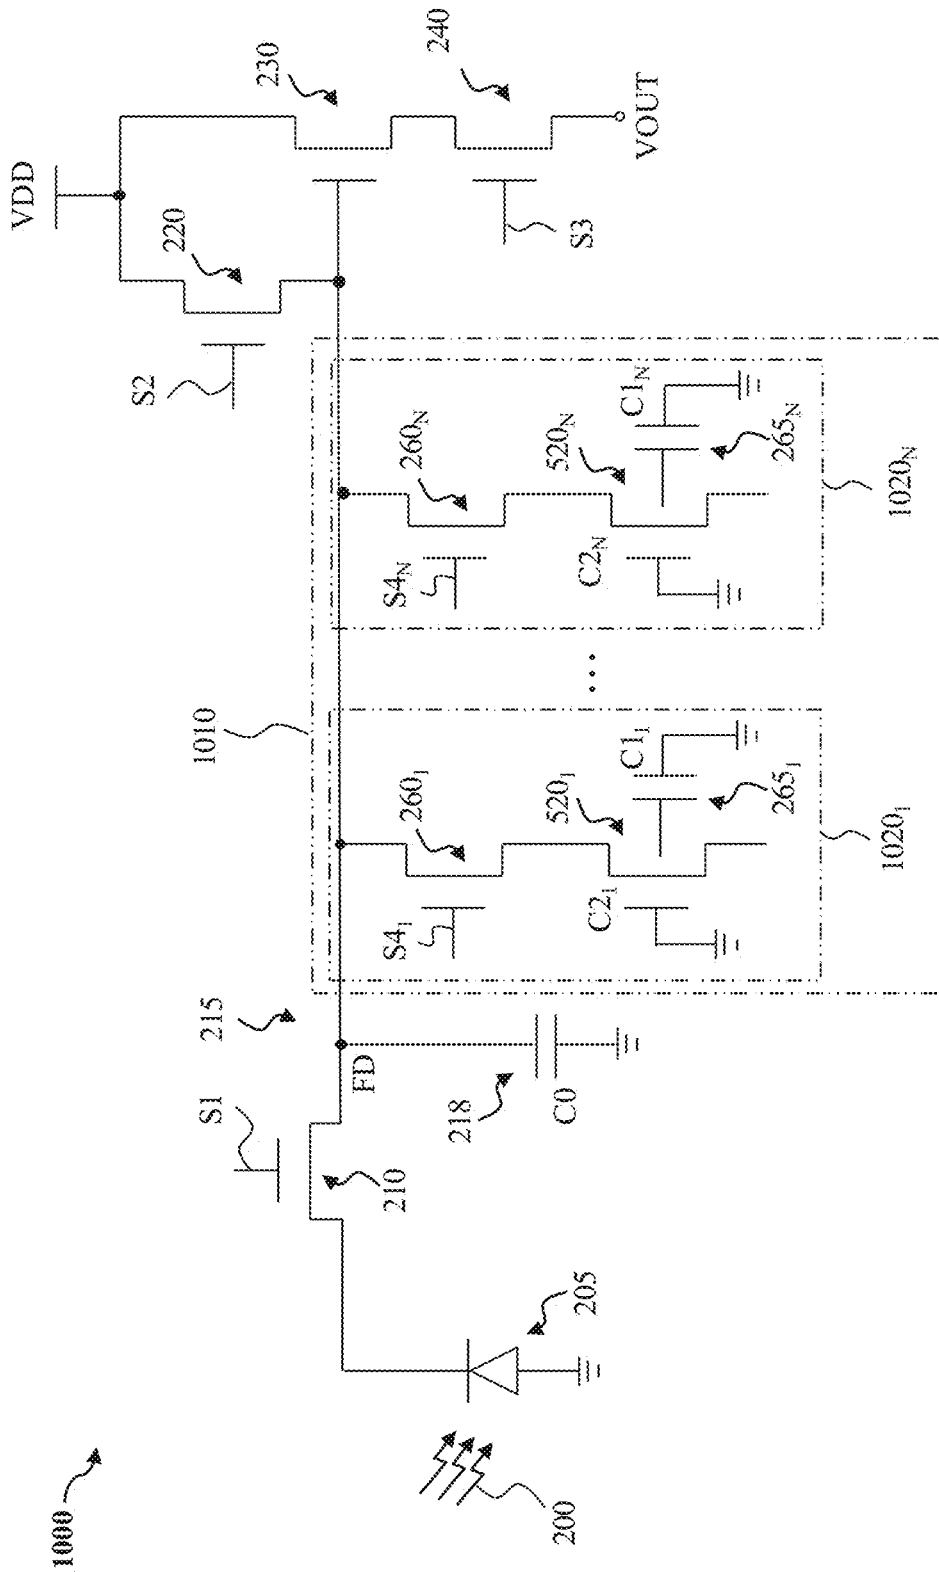 1000
200
205
S1
210
215
FD
218
C0
1010
S4₁
260₁
520₁
C2₁
C1₁
265₁
1020₁
...
S4N
260N
520N
C2N
C1N
265N
1020N
S2
220
VDD
230
240
S3
VOUT